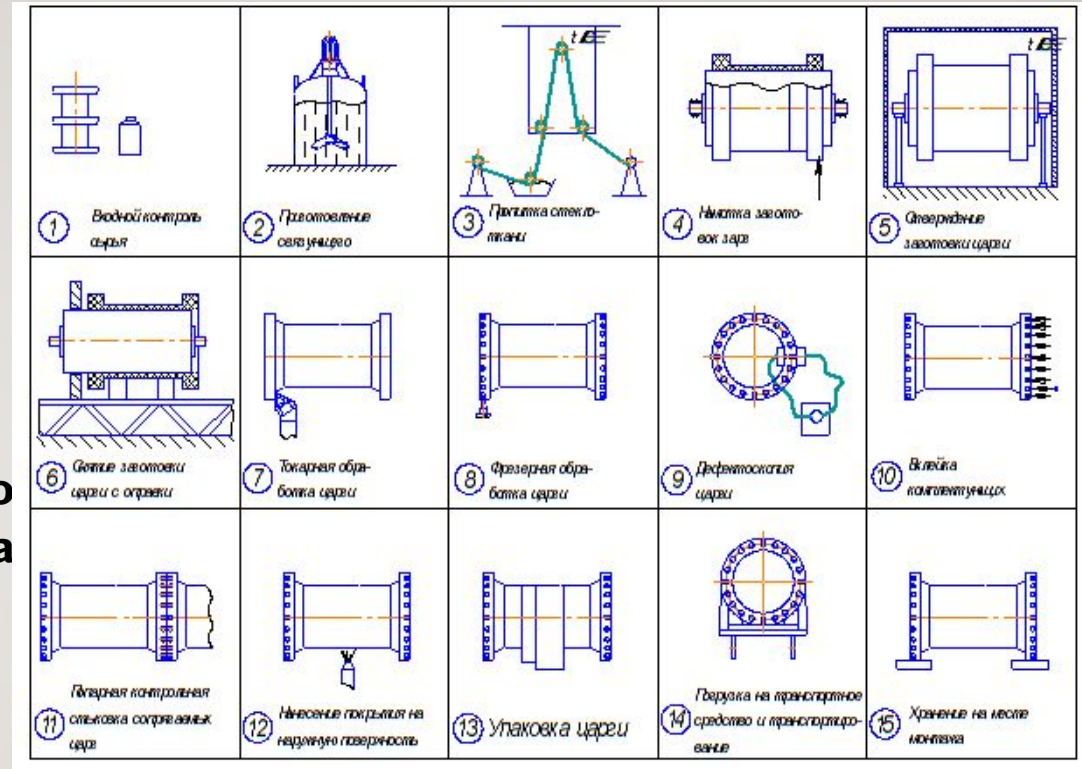 1 Входной контроль
сырья
2 Приготовление
связующего
t
3 Пропитка стекло-
ткани
4 Намотка загото-
вок царг
t
5 Отверждение
заготовки царги
6 Снятие заготовки
царги с оправки
7 Токарная обра-
ботка царги
8 Фрезерная обра-
ботка царги
9 Дефектоскопия
царги
10 Вклейка
комплектующих
о
а
11 Попарная контрольная
стыковка сопрягаемых
царг
12 Нанесение покрытия на
наружную поверхность
13 Упаковка царги
14 Погрузка на транспортное
средство и транспортиро-
вание
15 Хранение на месте
монтажа